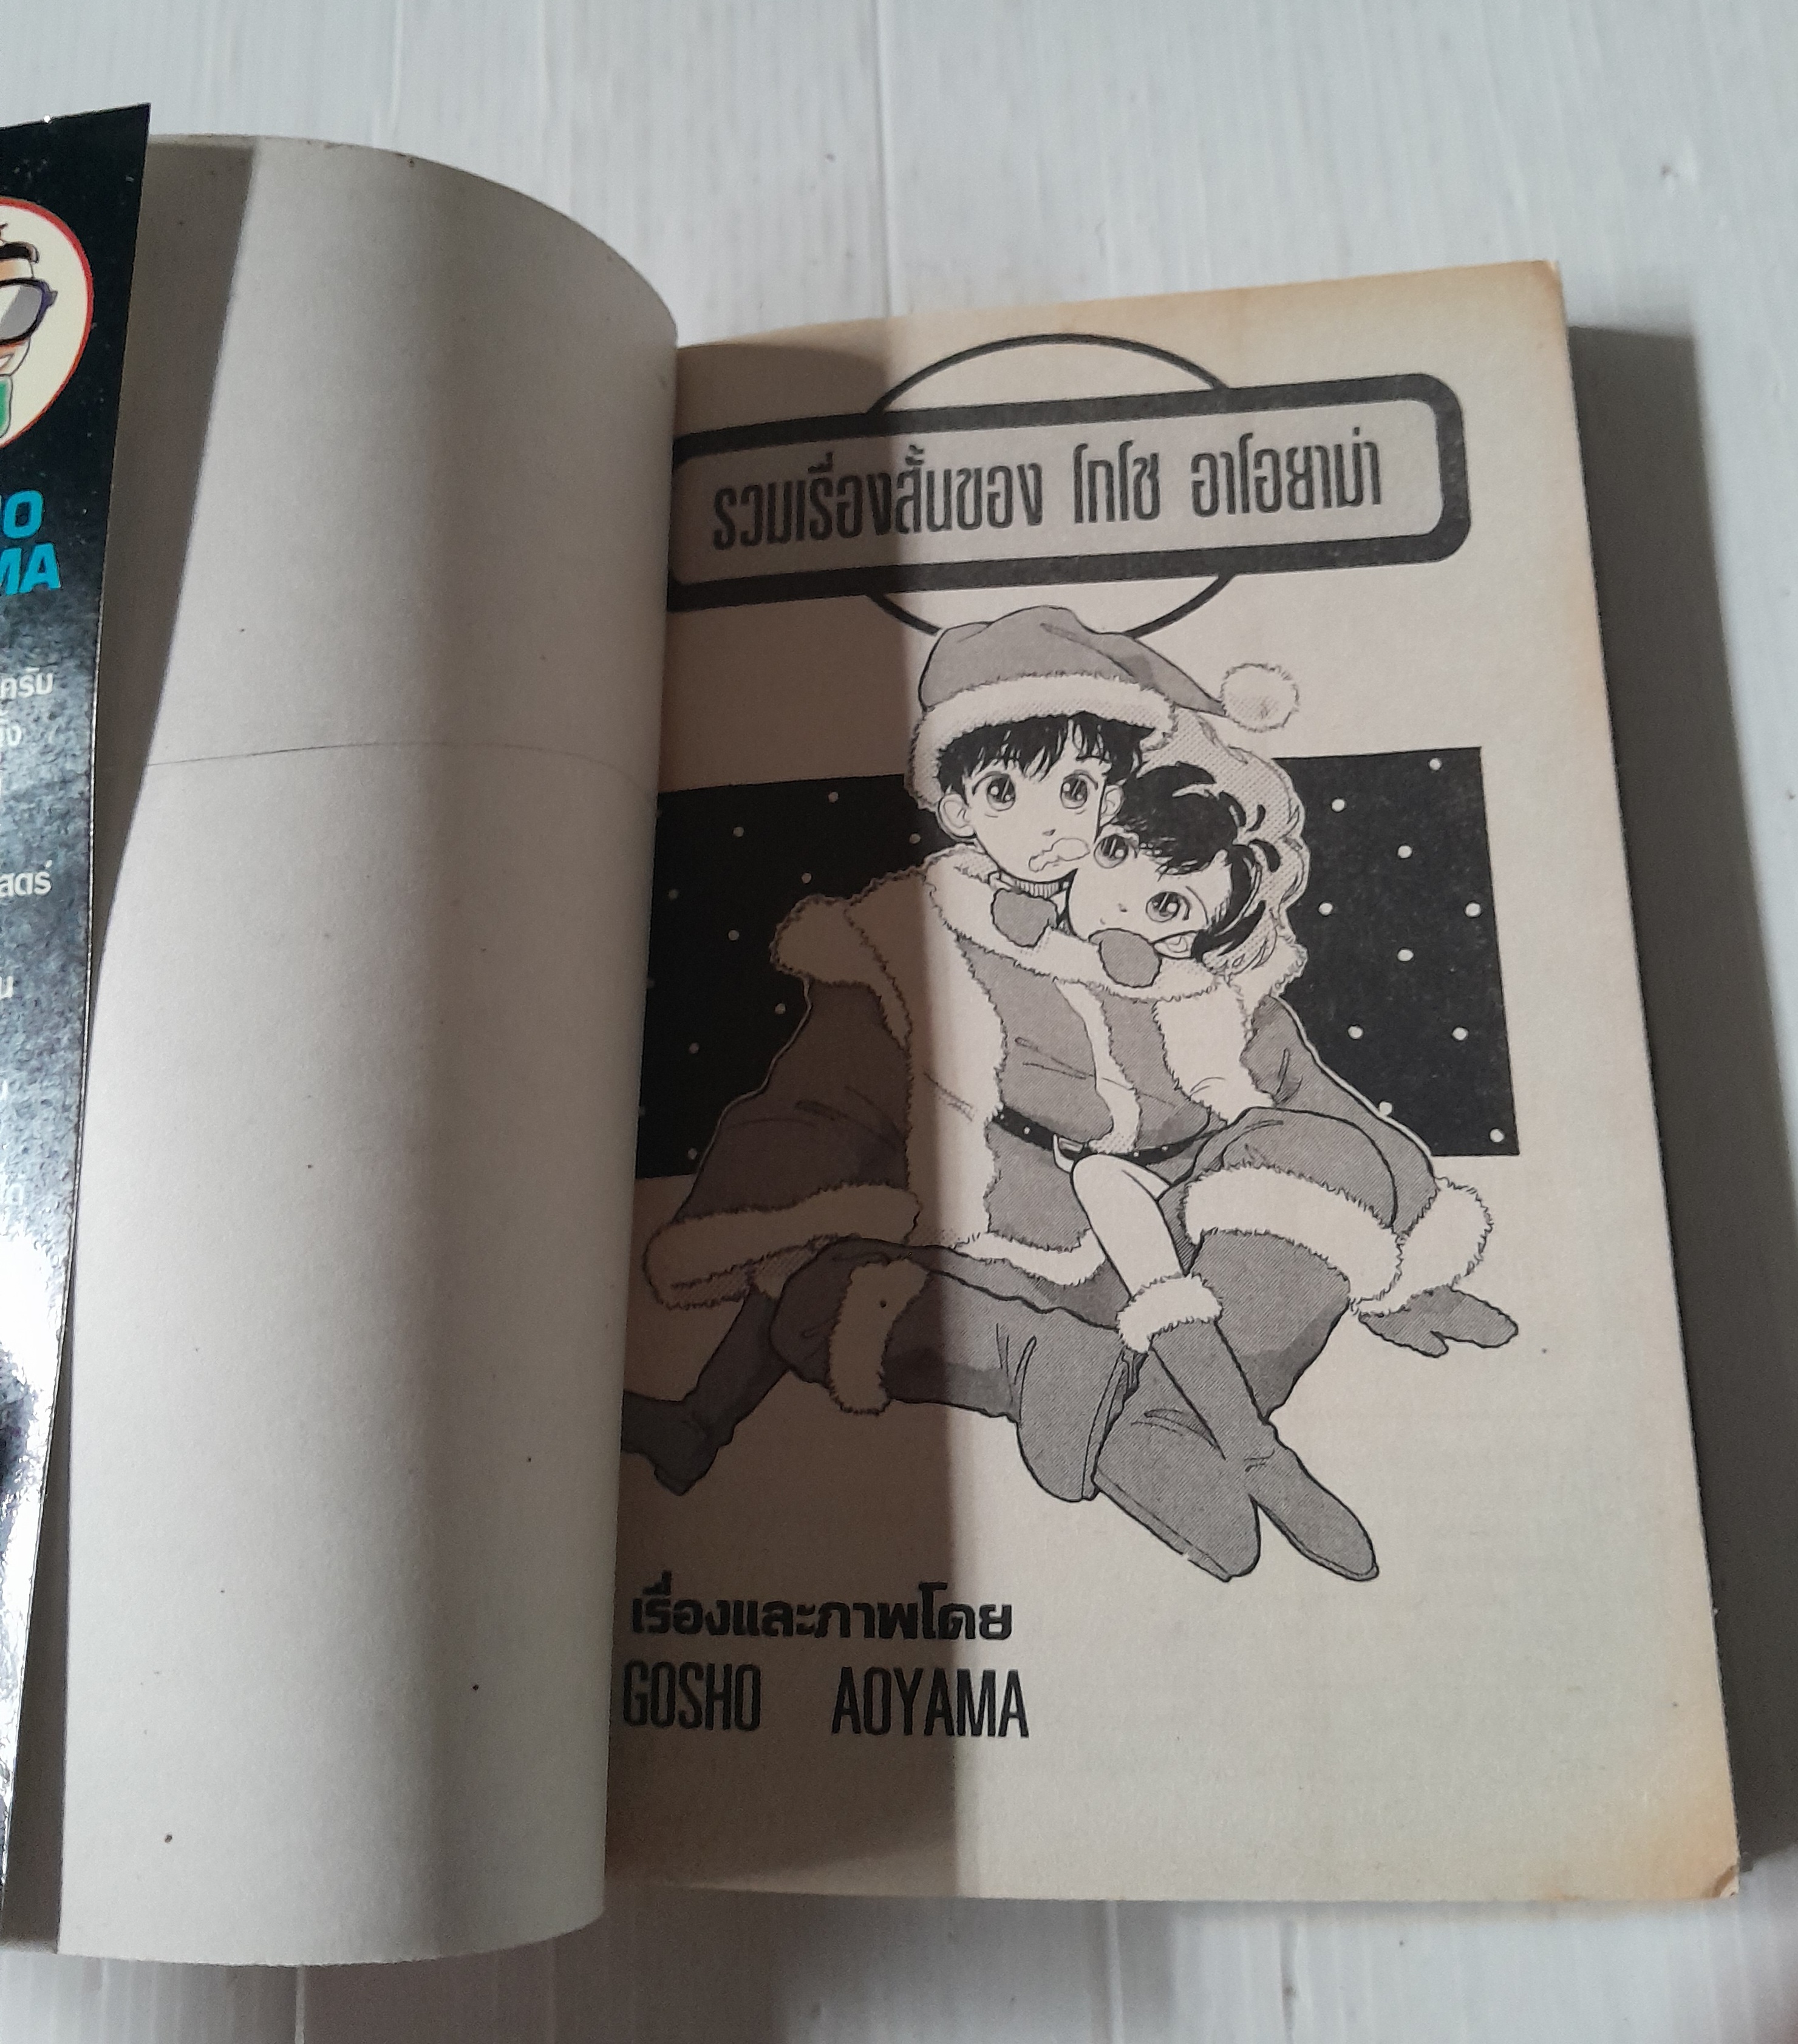 รวมเรื่องสั้นของ โกโช อาโอยาม่า
เรื่องและภาพโดย
GOSHO AOYAMA